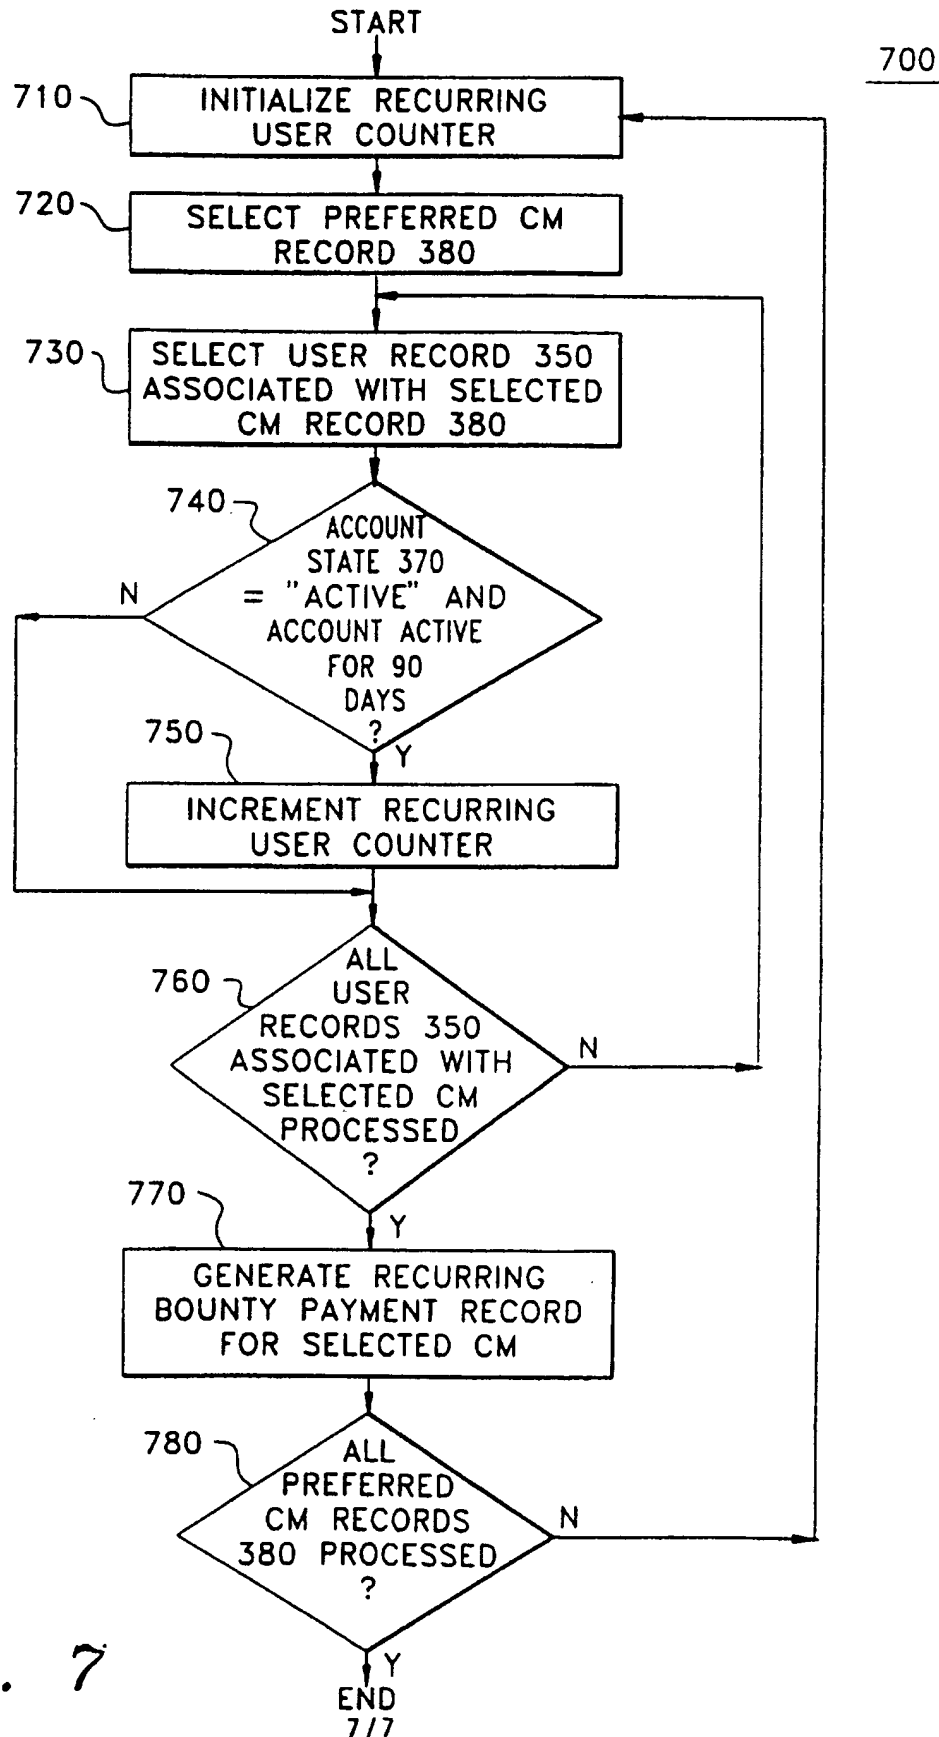 START
700
710
INITIALIZE RECURRING
USER COUNTER
720
SELECT PREFERRED CM
RECORD 380
730
SELECT USER RECORD 350
ASSOCIATED WITH SELECTED
CM RECORD 380
740
ACCOUNT
STATE 370
= "ACTIVE" AND
ACCOUNT ACTIVE
FOR 90
DAYS
?
N
Y
750
INCREMENT RECURRING
USER COUNTER
760
ALL
USER
RECORDS 350
ASSOCIATED WITH
SELECTED CM
PROCESSED
?
N
Y
770
GENERATE RECURRING
BOUNTY PAYMENT RECORD
FOR SELECTED CM
780
ALL
PREFERRED
CM RECORDS
380 PROCESSED
?
N
Y
. 7
END
7/7